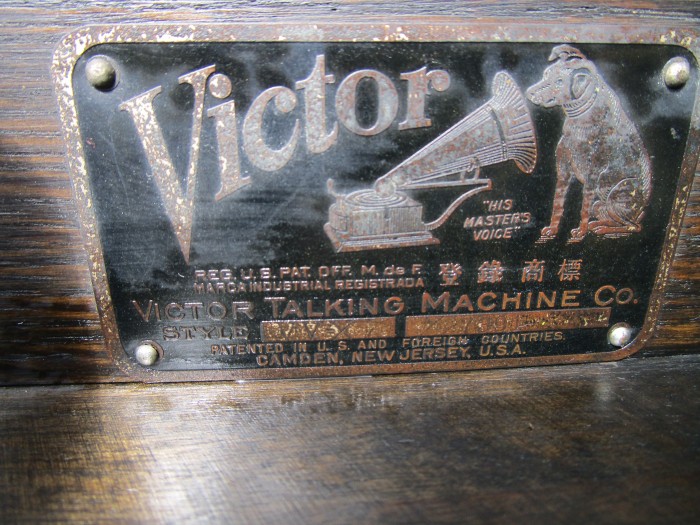 Victor
"HIS
MASTER'S
VOICE"
REG. U.S. PAT. OFF. M. de F.
MARCA INDUSTRIAL REGISTRADA
登錄商標
VICTOR TALKING MACHINE CO.
STYLE
PATENTED IN U.S. AND FOREIGN COUNTRIES.
CAMDEN, NEW JERSEY, U.S.A.